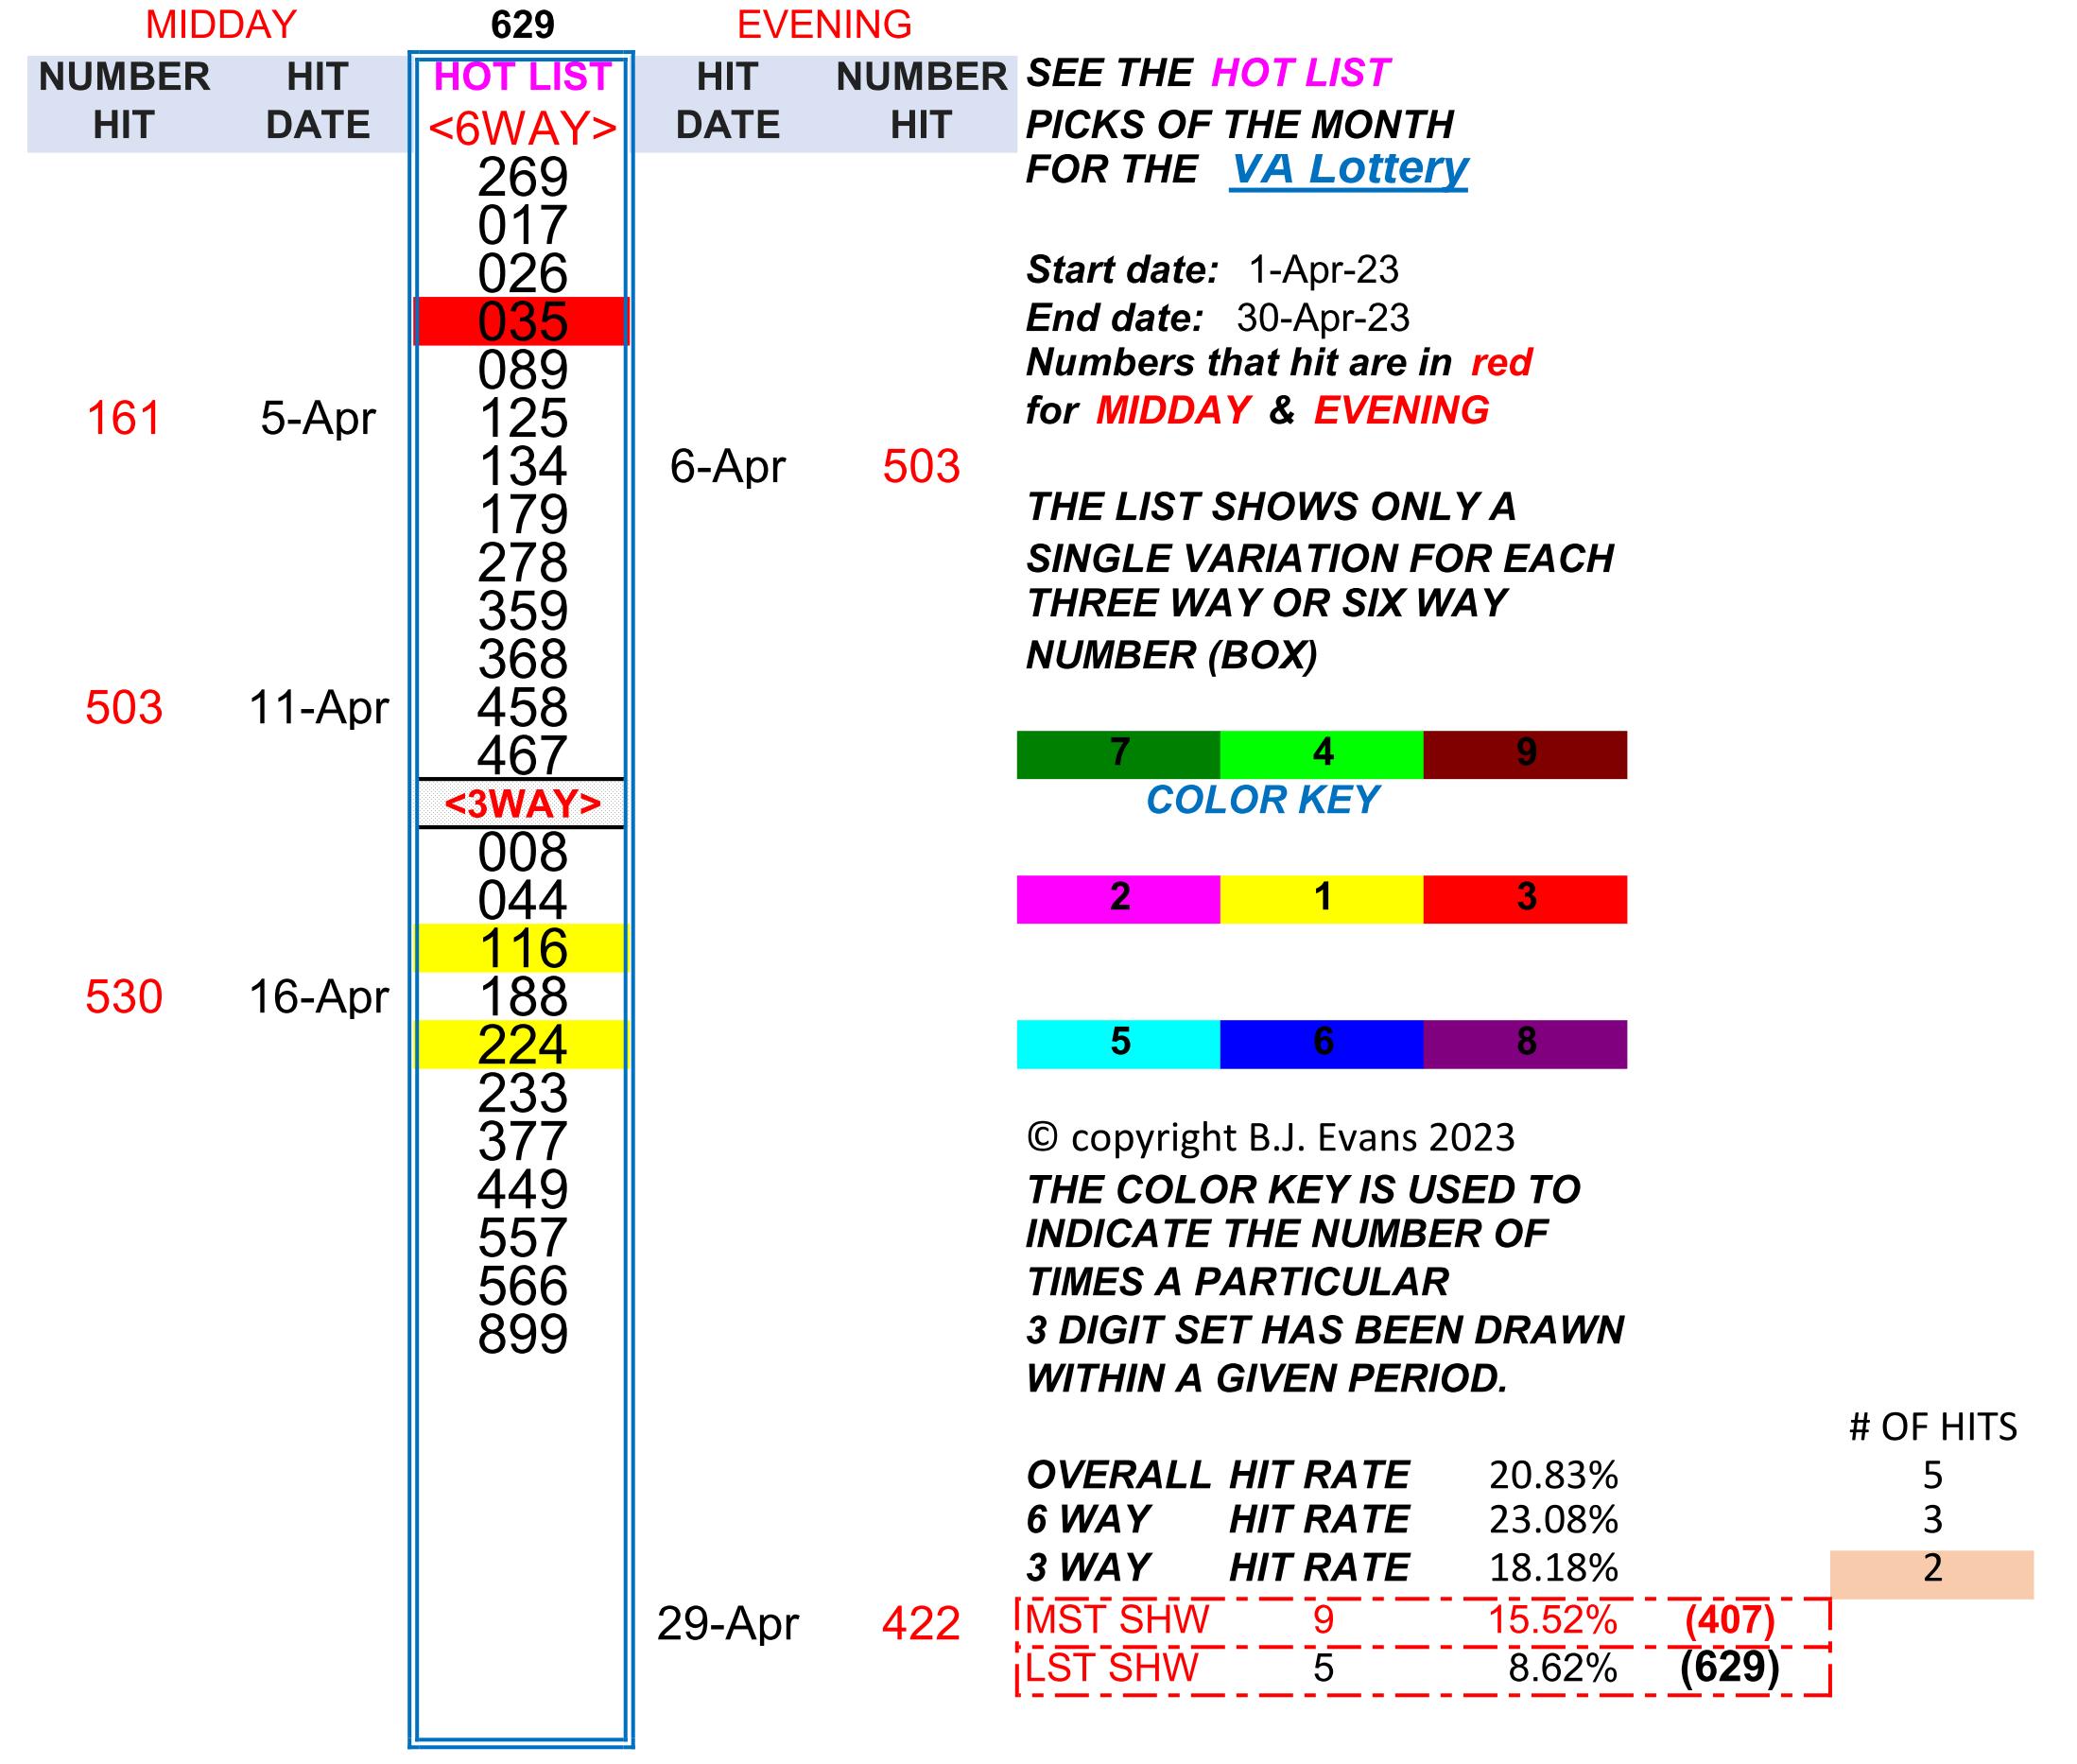 MIDDAY 629 EVENING
NUMBER HIT HOT LIST HIT NUMBER SEE THE HOT LIST
HIT DATE <6WAY> DATE HIT PICKS OF THE MONTH
269 FOR THE VA Lottery
017
026 Start date: 1-Apr-23
035 End date: 30-Apr-23
089 Numbers that hit are in red
161 5-Apr 125 for MIDDAY & EVENING
134 6-Apr 503
179 THE LIST SHOWS ONLY A
278 SINGLE VARIATION FOR EACH
359 THREE WAY OR SIX WAY
368 NUMBER (BOX)
503 11-Apr 458
467 7 4 9
<3WAY> COLOR KEY
008
044 2 1 3
116
530 16-Apr 188
224 5 6 8
233
377 © copyright B.J. Evans 2023
449 THE COLOR KEY IS USED TO
557 INDICATE THE NUMBER OF
566 TIMES A PARTICULAR
899 3 DIGIT SET HAS BEEN DRAWN
WITHIN A GIVEN PERIOD.
# OF HITS
OVERALL HIT RATE 20.83% 5
6 WAY HIT RATE 23.08% 3
3 WAY HIT RATE 18.18% 2
29-Apr 422 MST SHW 9 15.52% (407)
LST SHW 5 8.62% (629)